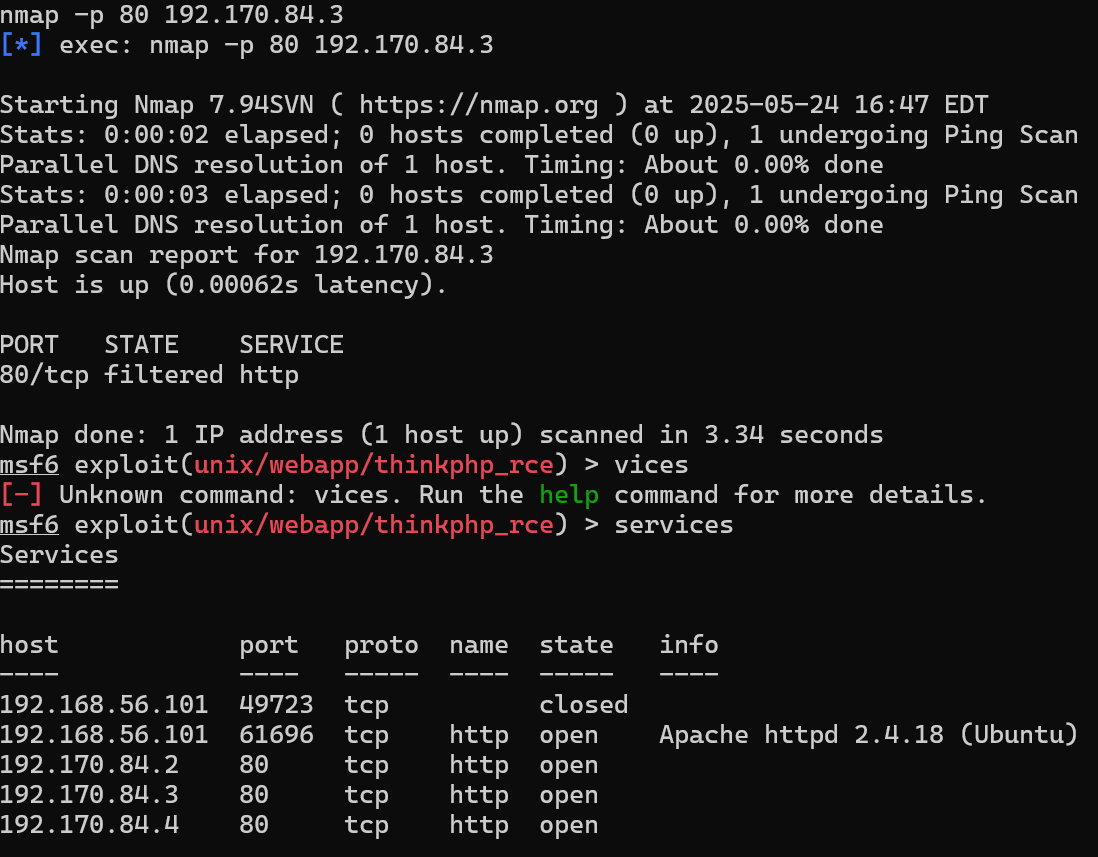 nmap -p 80 192.170.84.3
[*] exec: nmap -p 80 192.170.84.3
Starting Nmap 7.94SVN ( https://nmap.org ) at 2025-05-24 16:47 EDT
Stats: 0:00:02 elapsed; 0 hosts completed (0 up), 1 undergoing Ping Scan
Parallel DNS resolution of 1 host. Timing: About 0.00% done
Stats: 0:00:03 elapsed; 0 hosts completed (0 up), 1 undergoing Ping Scan
Parallel DNS resolution of 1 host. Timing: About 0.00% done
Nmap scan report for 192.170.84.3
Host is up (0.00062s latency).
PORT   STATE    SERVICE
80/tcp filtered http
Nmap done: 1 IP address (1 host up) scanned in 3.34 seconds
msf6 exploit(unix/webapp/thinkphp_rce) > vices
[-] Unknown command: vices. Run the help command for more details.
msf6 exploit(unix/webapp/thinkphp_rce) > services
Services
========
host            port   proto  name  state   info
----            ----   -----  ----  -----   ----
192.168.56.101  49723  tcp          closed
192.168.56.101  61696  tcp    http  open    Apache httpd 2.4.18 (Ubuntu)
192.170.84.2    80     tcp    http  open
192.170.84.3    80     tcp    http  open
192.170.84.4    80     tcp    http  open